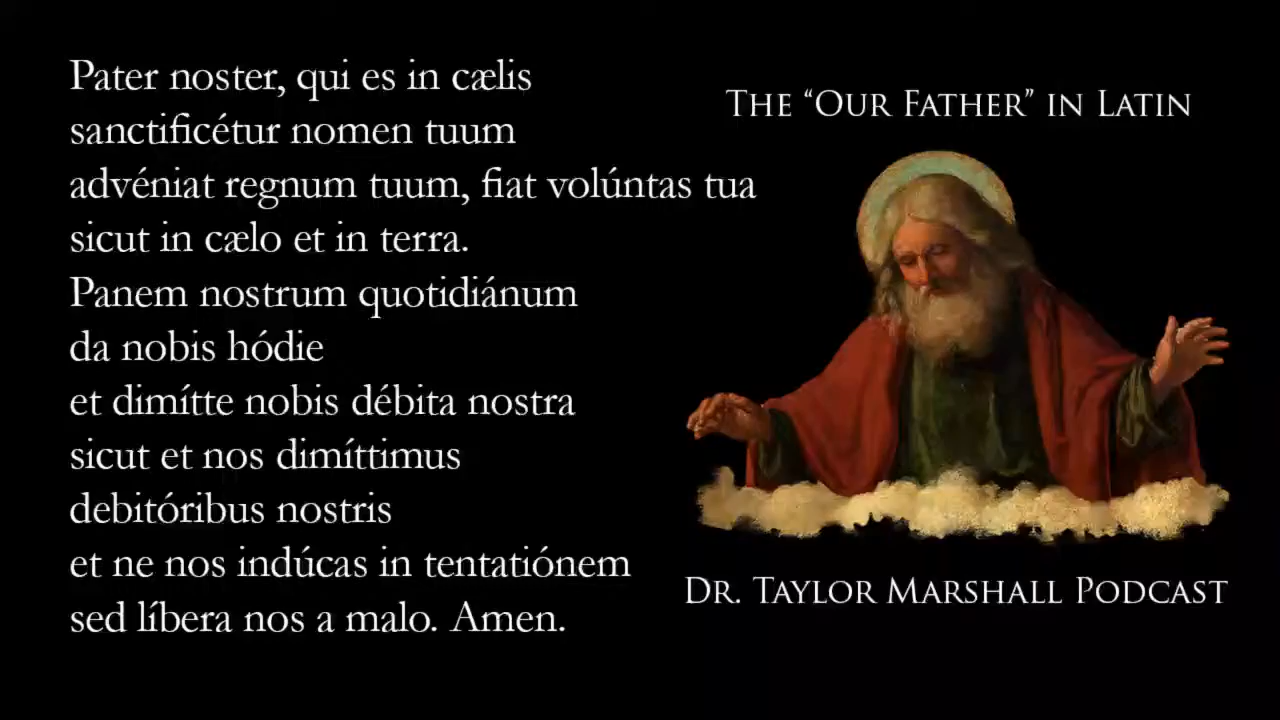 Pater noster, qui es in cælis
sanctificétur nomen tuum
advéniat regnum tuum, fiat volúntas tua
sicut in cælo et in terra.
Panem nostrum quotidiánum
da nobis hódie
et dimítte nobis débita nostra
sicut et nos dimíttimus
debitóribus nostris
et ne nos indúcas in tentatiónem
sed líbera nos a malo. Amen.
The “Our Father” in Latin
Dr. Taylor Marshall Podcast